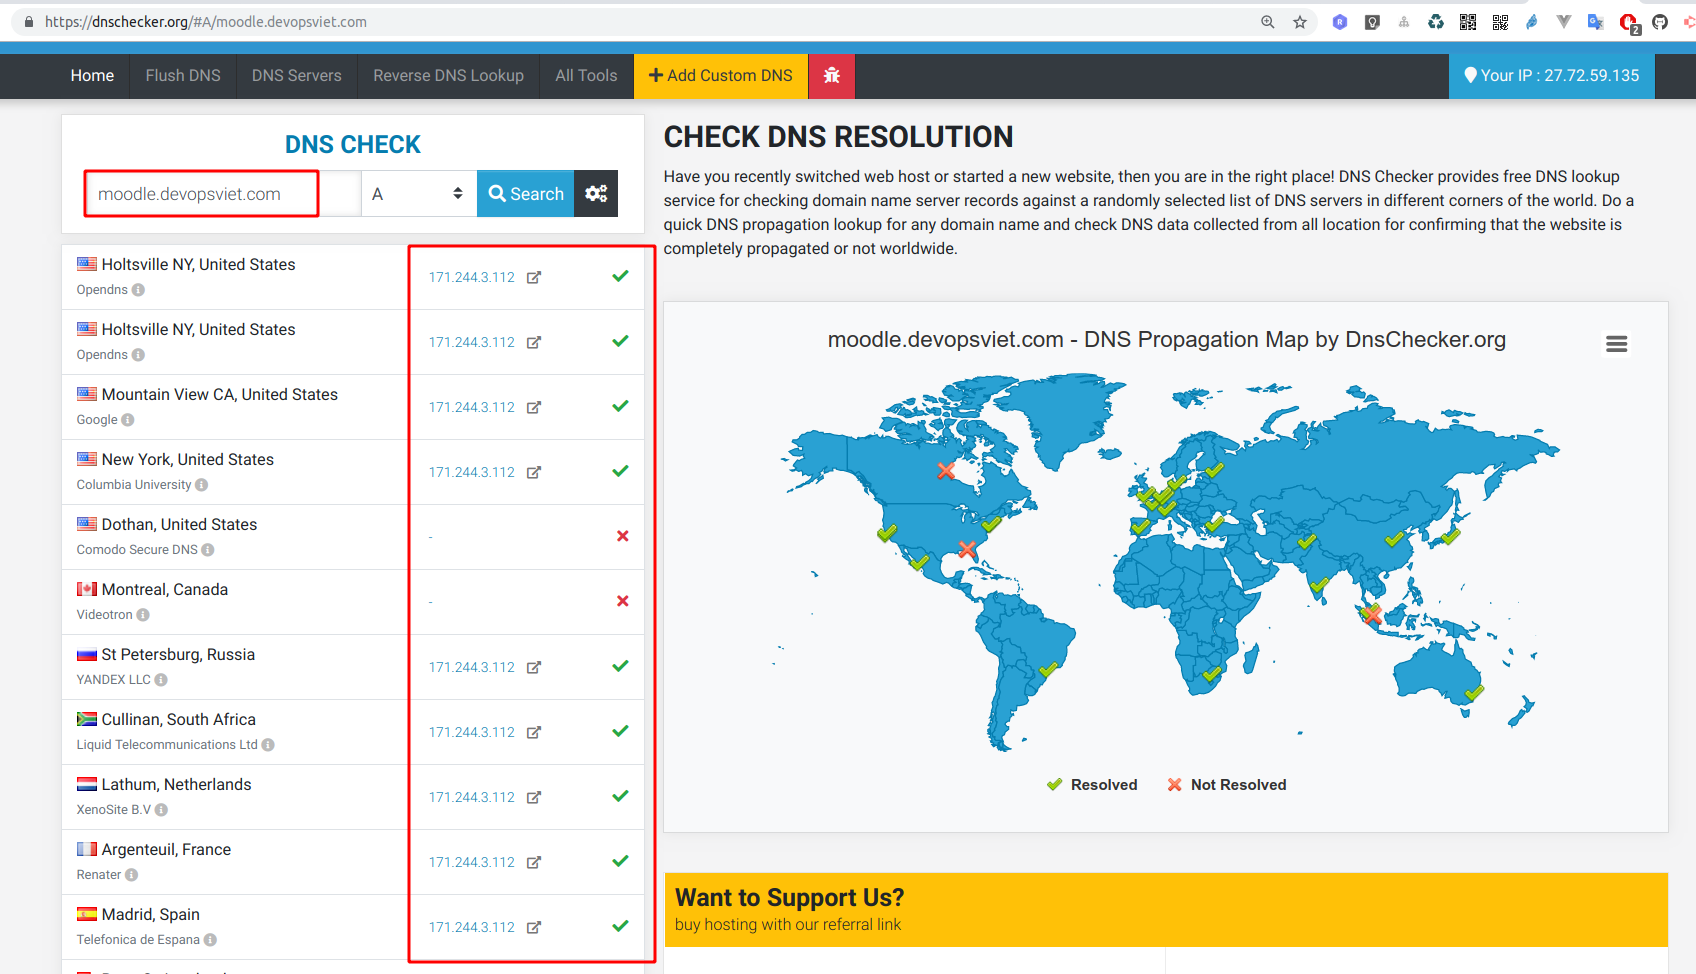 https://dnschecker.org/#A/moodle.devopsviet.com
2
Home
Flush DNS
DNS Servers
Reverse DNS Lookup
All Tools
Add Custom DNS
Your IP : 27.72.59.135
DNS CHECK
moodle.devopsviet.com
A
Search
Holtsville NY, United States
Opendns
171.244.3.112
Holtsville NY, United States
Opendns
171.244.3.112
Mountain View CA, United States
Google
171.244.3.112
New York, United States
Columbia University
171.244.3.112
Dothan, United States
Comodo Secure DNS
-
Montreal, Canada
Videotron
-
St Petersburg, Russia
YANDEX LLC
171.244.3.112
Cullinan, South Africa
Liquid Telecommunications Ltd
171.244.3.112
Lathum, Netherlands
XenoSite B.V
171.244.3.112
Argenteuil, France
Renater
171.244.3.112
Madrid, Spain
Telefonica de Espana
171.244.3.112
CHECK DNS RESOLUTION
Have you recently switched web host or started a new website, then you are in the right place! DNS Checker provides free DNS lookup
service for checking domain name server records against a randomly selected list of DNS servers in different corners of the world. Do a
quick DNS propagation lookup for any domain name and check DNS data collected from all location for confirming that the website is
completely propagated or not worldwide.
moodle.devopsviet.com - DNS Propagation Map by DnsChecker.org
Resolved
Not Resolved
Want to Support Us?
buy hosting with our referral link